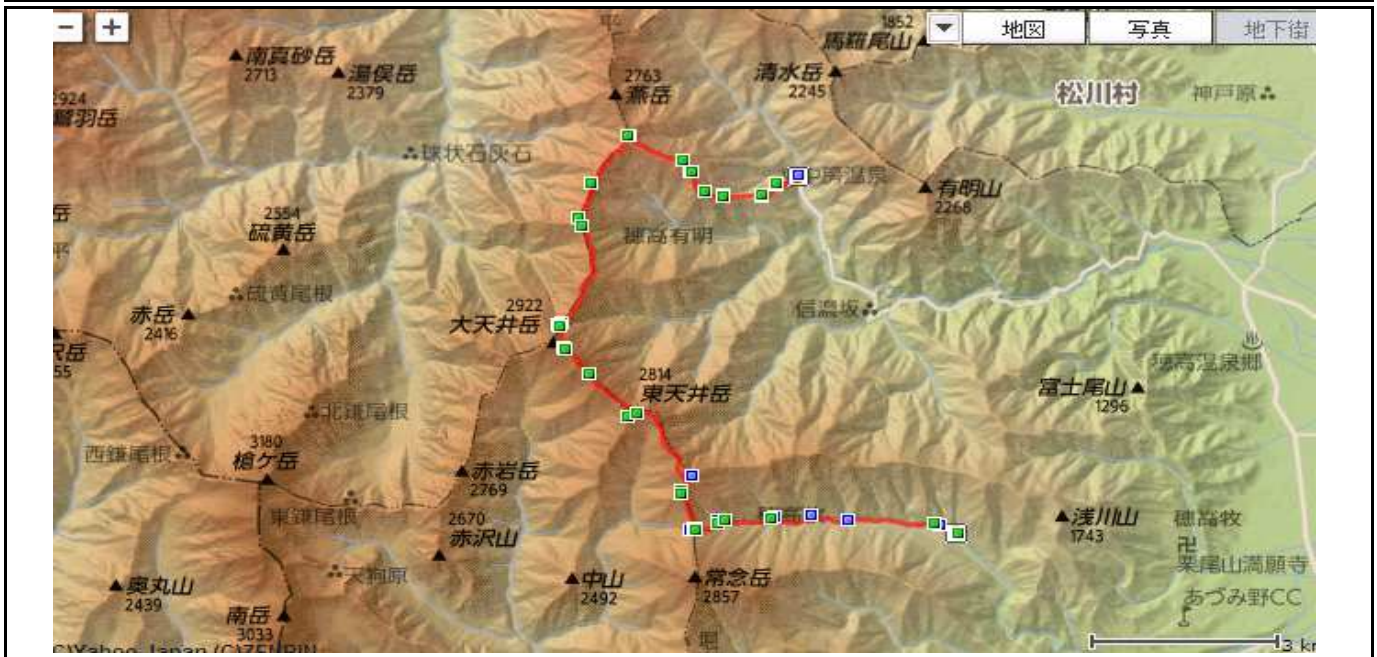 − +
地図 写真 地下街
南真砂岳
2713
湯俣岳
2379
2924
鷲羽岳
2763
燕岳
1852
馬羅尾山
清水岳
2245
松川村
神戸原
球状石灰石
中房温泉
有明山
2268
2554
硫黄岳
穂高有明
硫黄尾根
赤岳
2416
2922
大天井岳
信濃坂
穂高温泉郷
2814
東天井岳
富士尾山
1296
北鎌尾根
西鎌尾根
3180
槍ケ岳
赤岩岳
2769
東鎌尾根
2670
赤沢山
浅川山
1743
穂高牧
栗尾山満願寺
天狗原
奥丸山
2439
中山
2492
常念岳
2857
あづみ野CC
南岳
3033
堀
3 km
(C)Yahoo Japan,(C)ZENRIN